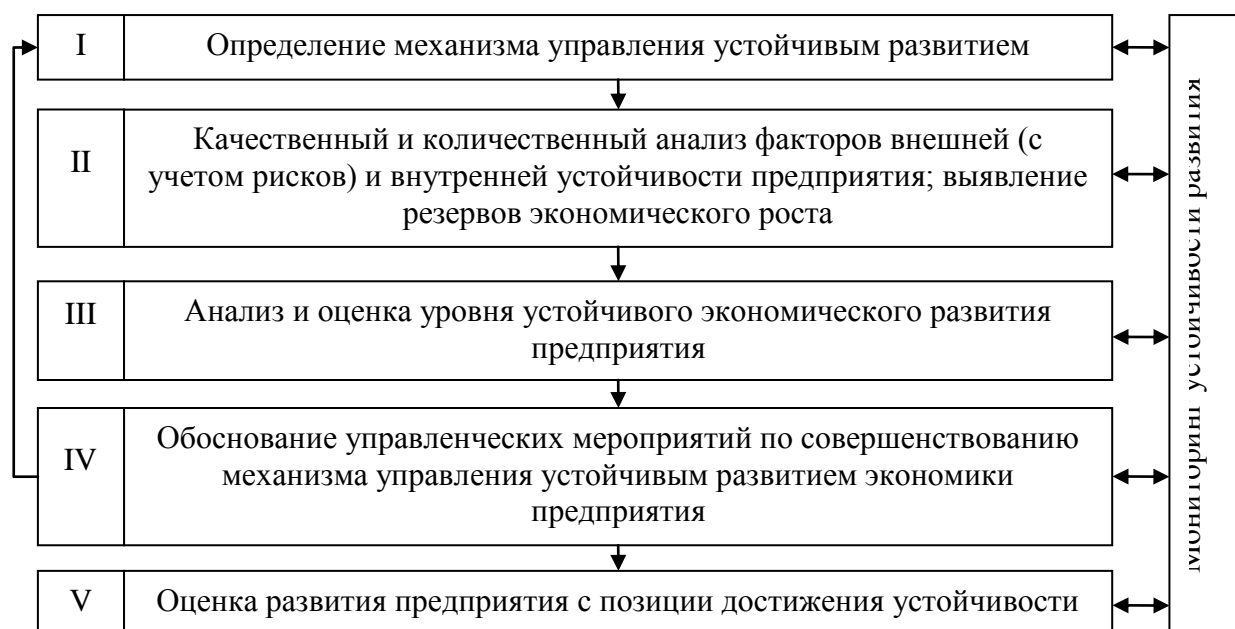 I
Определение механизма управления устойчивым развитием
II
Качественный и количественный анализ факторов внешней (с
учетом рисков) и внутренней устойчивости предприятия; выявление
резервов экономического роста
III
Анализ и оценка уровня устойчивого экономического развития
предприятия
IV
Обоснование управленческих мероприятий по совершенствованию
механизма управления устойчивым развитием экономики
предприятия
V
Оценка развития предприятия с позиции достижения устойчивости
Мониторинг устойчивости развития